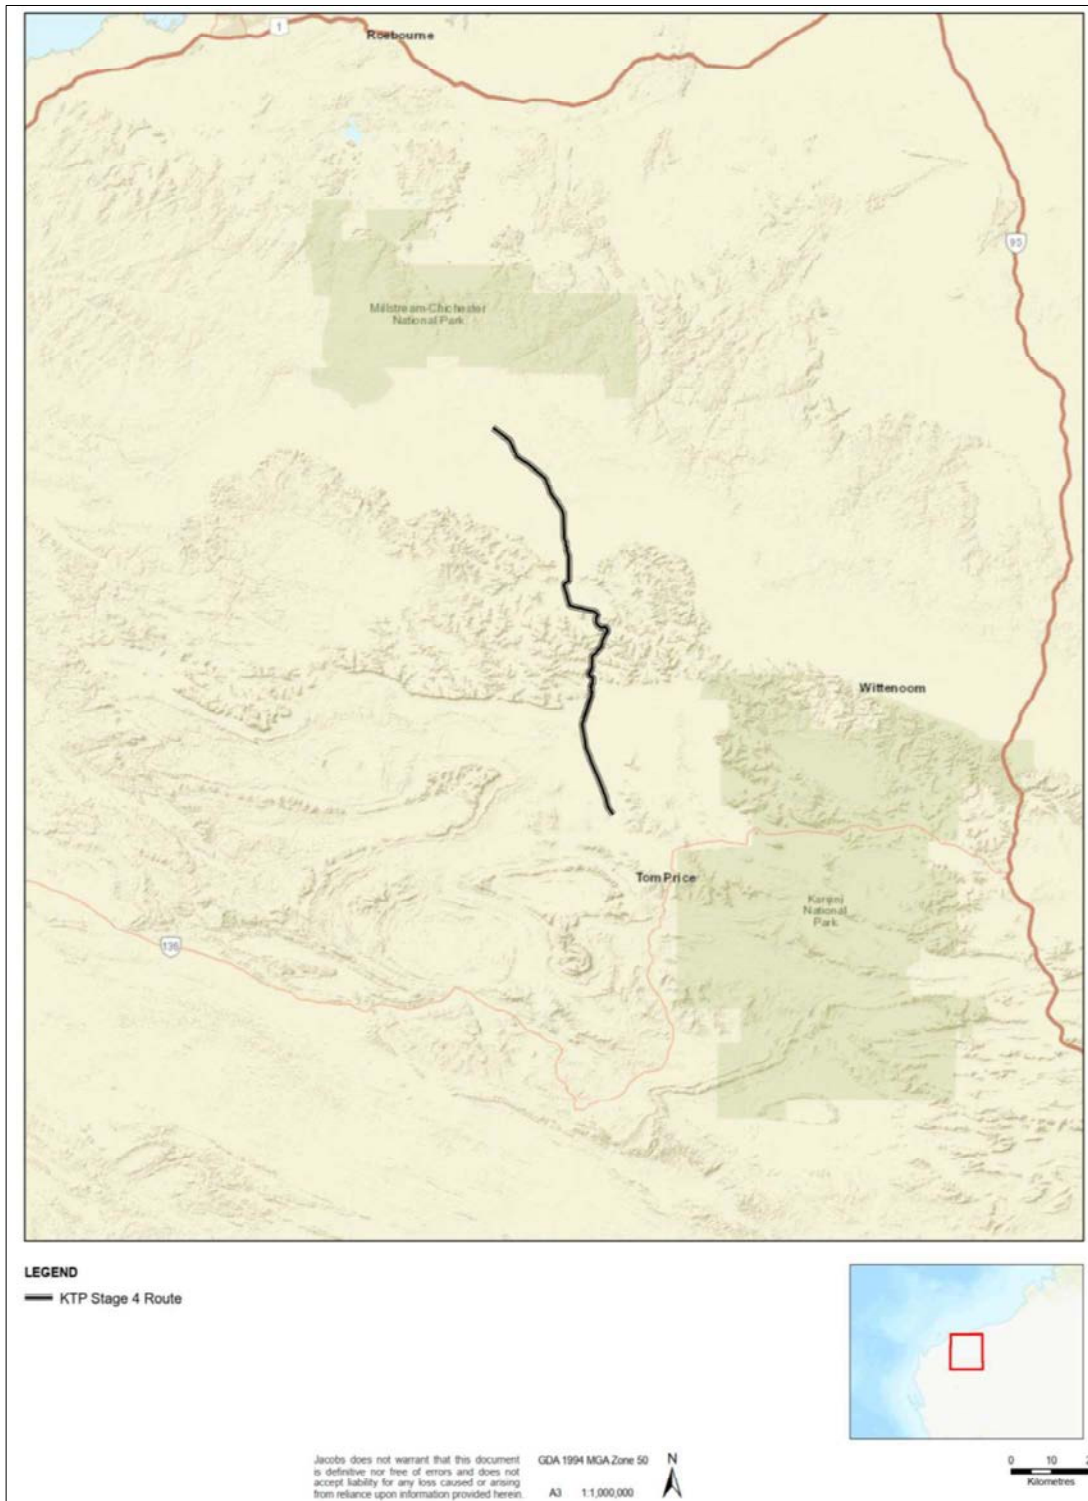 1
Roebourne
95
Millstream-Chichester
National Park
Wittenoom
Tom Price
Karijini
National
Park
136
LEGEND
KTP Stage 4 Route
Jacobs does not warrant that this document
is definitive nor free of errors and does not
accept liability for any loss caused or arising
from reliance upon information provided herein.
GDA 1994 MGA Zone 50
A3 1:1,000,000
N
0 10 2
Kilometres